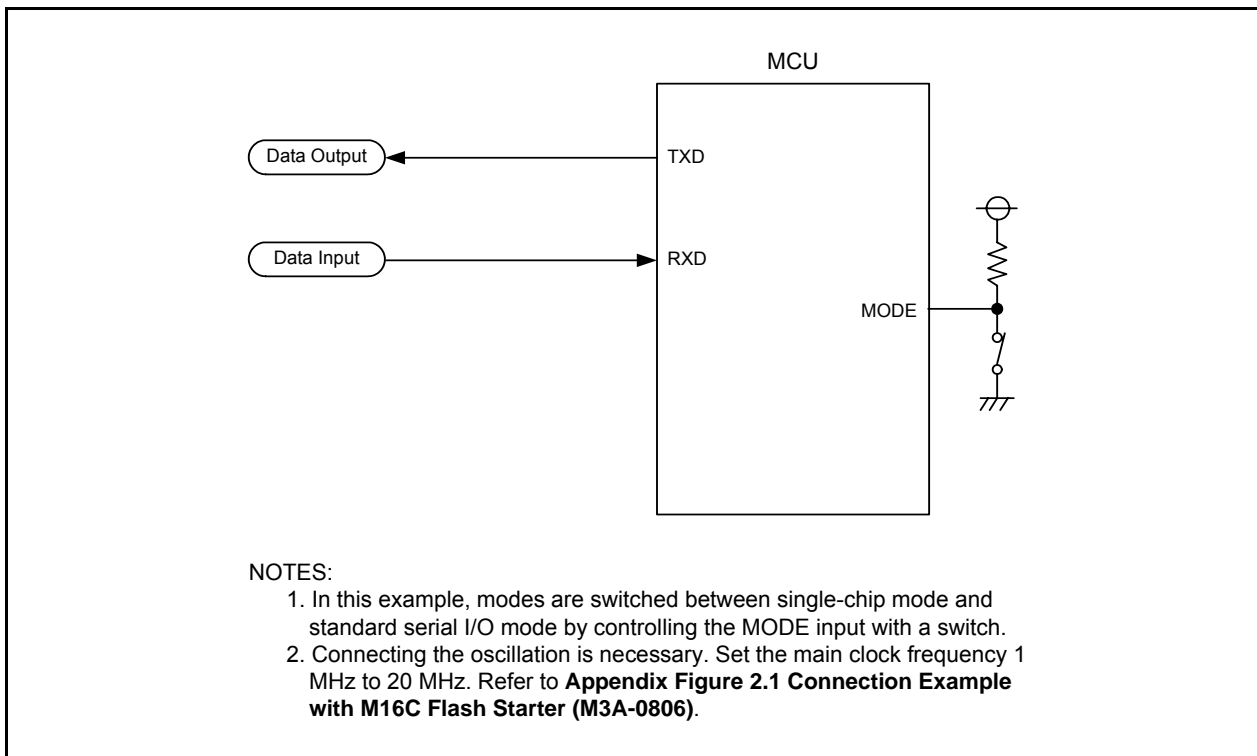 MCU
Data Output
TXD
Data Input
RXD
MODE
NOTES:
1. In this example, modes are switched between single-chip mode and
standard serial I/O mode by controlling the MODE input with a switch.
2. Connecting the oscillation is necessary. Set the main clock frequency 1
MHz to 20 MHz. Refer to Appendix Figure 2.1 Connection Example
with M16C Flash Starter (M3A-0806).